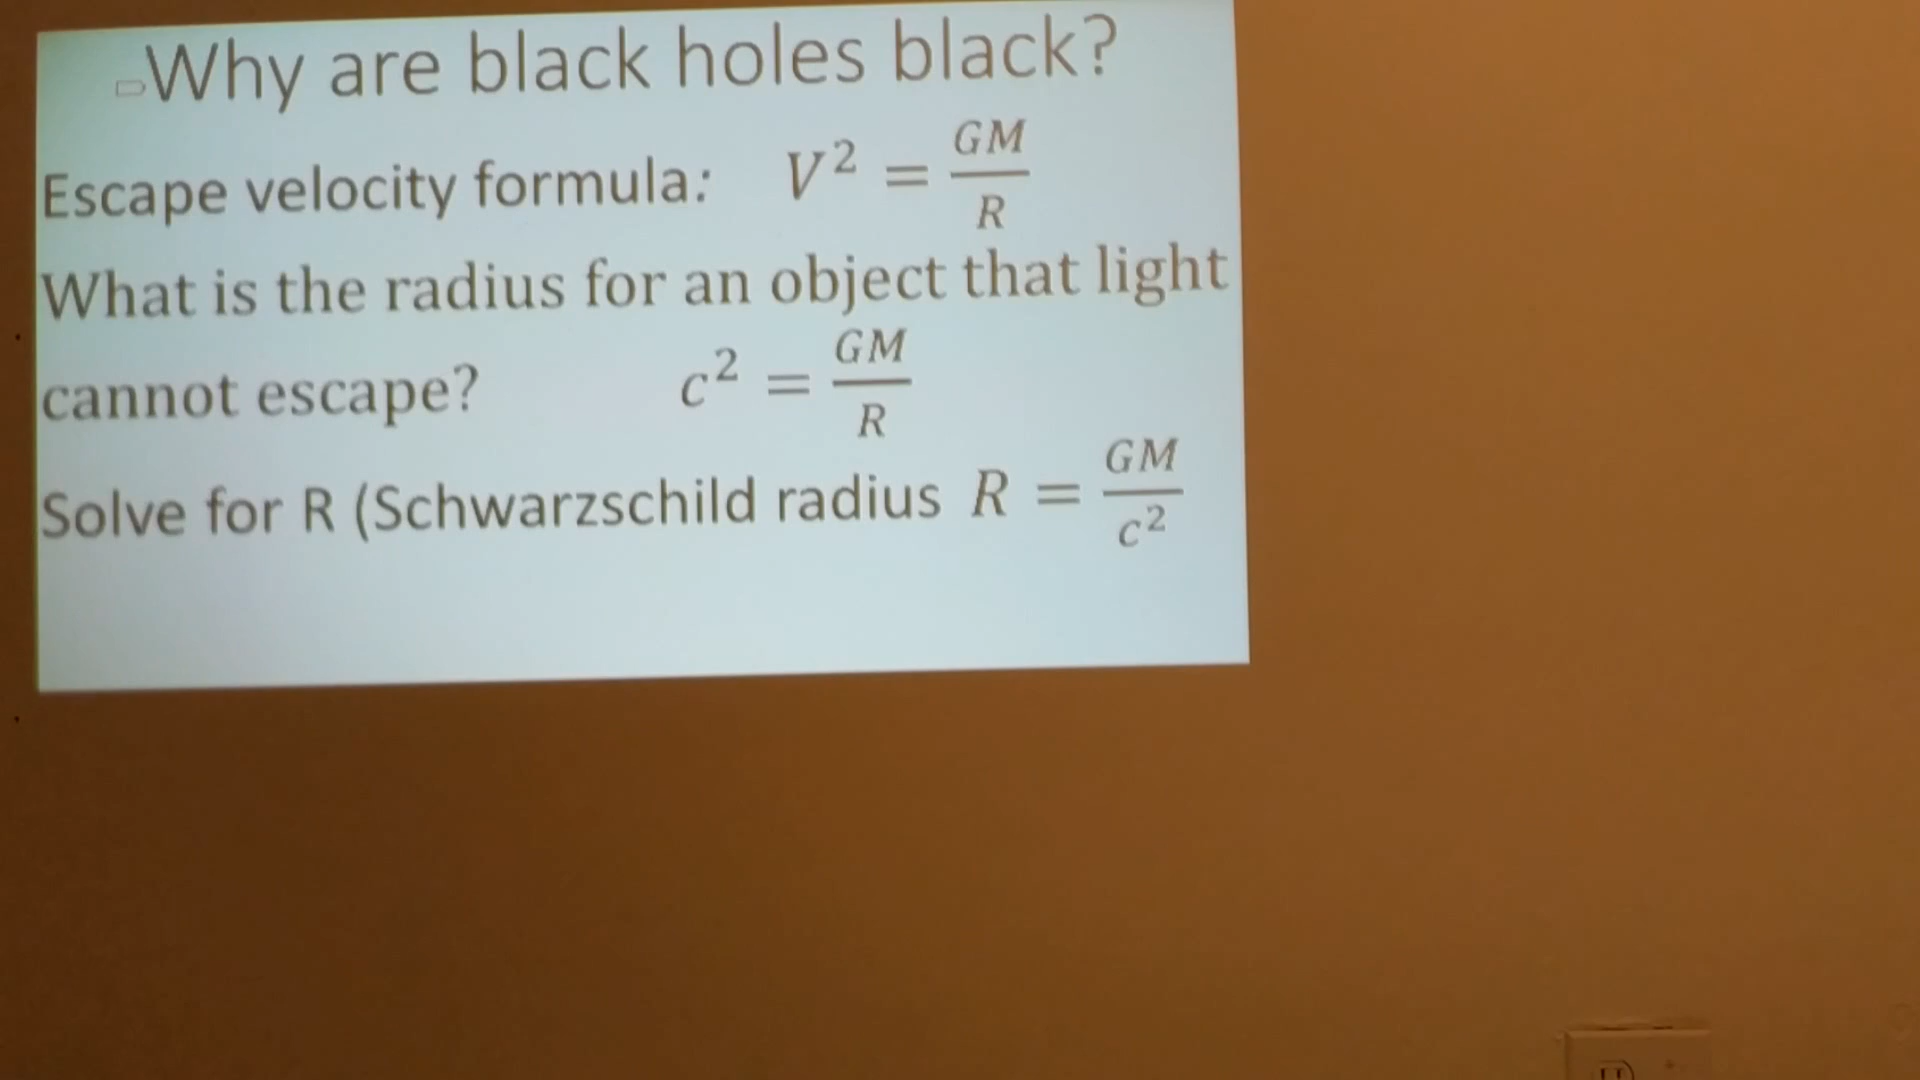 Why are black holes black?
Escape velocity formula: V² = GM/R
What is the radius for an object that light
cannot escape? c² = GM/R
Solve for R (Schwarzschild radius R = GM/c²